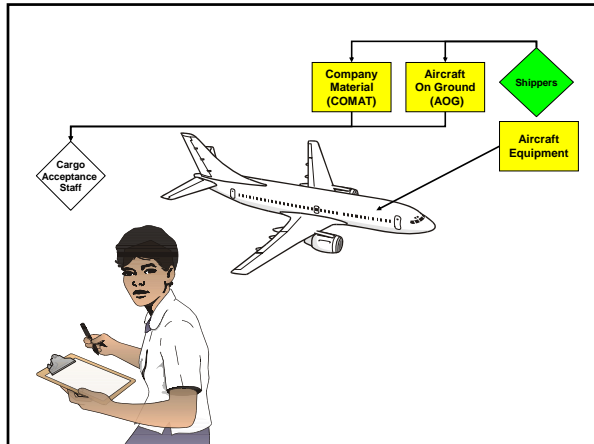 Company
Material
(COMAT)
Aircraft
On Ground
(AOG)
Shippers
Aircraft
Equipment
Cargo
Acceptance
Staff